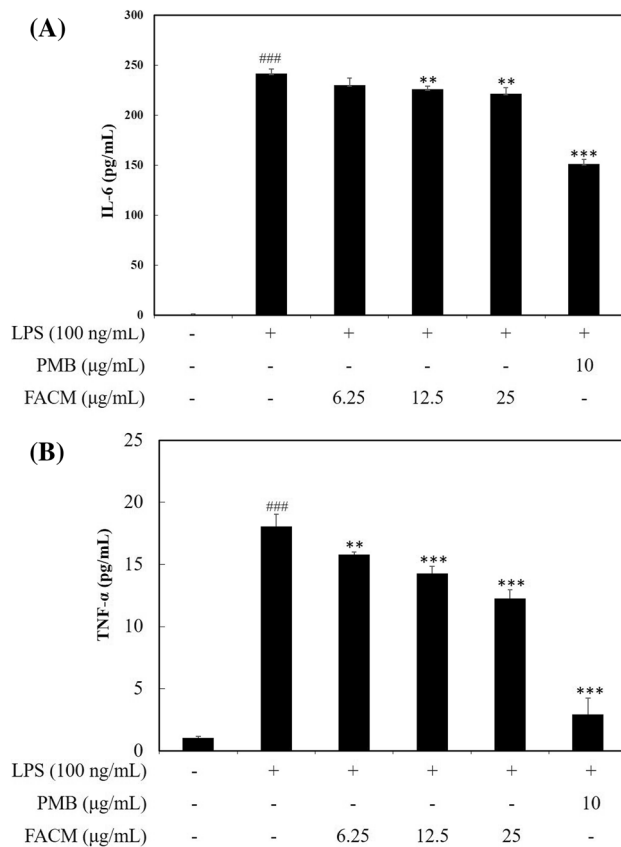 (A)
300
###
250
**
**
200
***
IL-6 (pg/mL)
150
100
50
0
LPS (100 ng/mL) - + + + + +
PMB (μg/mL) - - - - - 10
FACM (μg/mL) - - 6.25 12.5 25 -
(B)
25
###
20
**
***
***
TNF-α (pg/mL)
15
10
***
5
0
LPS (100 ng/mL) - + + + + +
PMB (μg/mL) - - - - - 10
FACM (μg/mL) - - 6.25 12.5 25 -